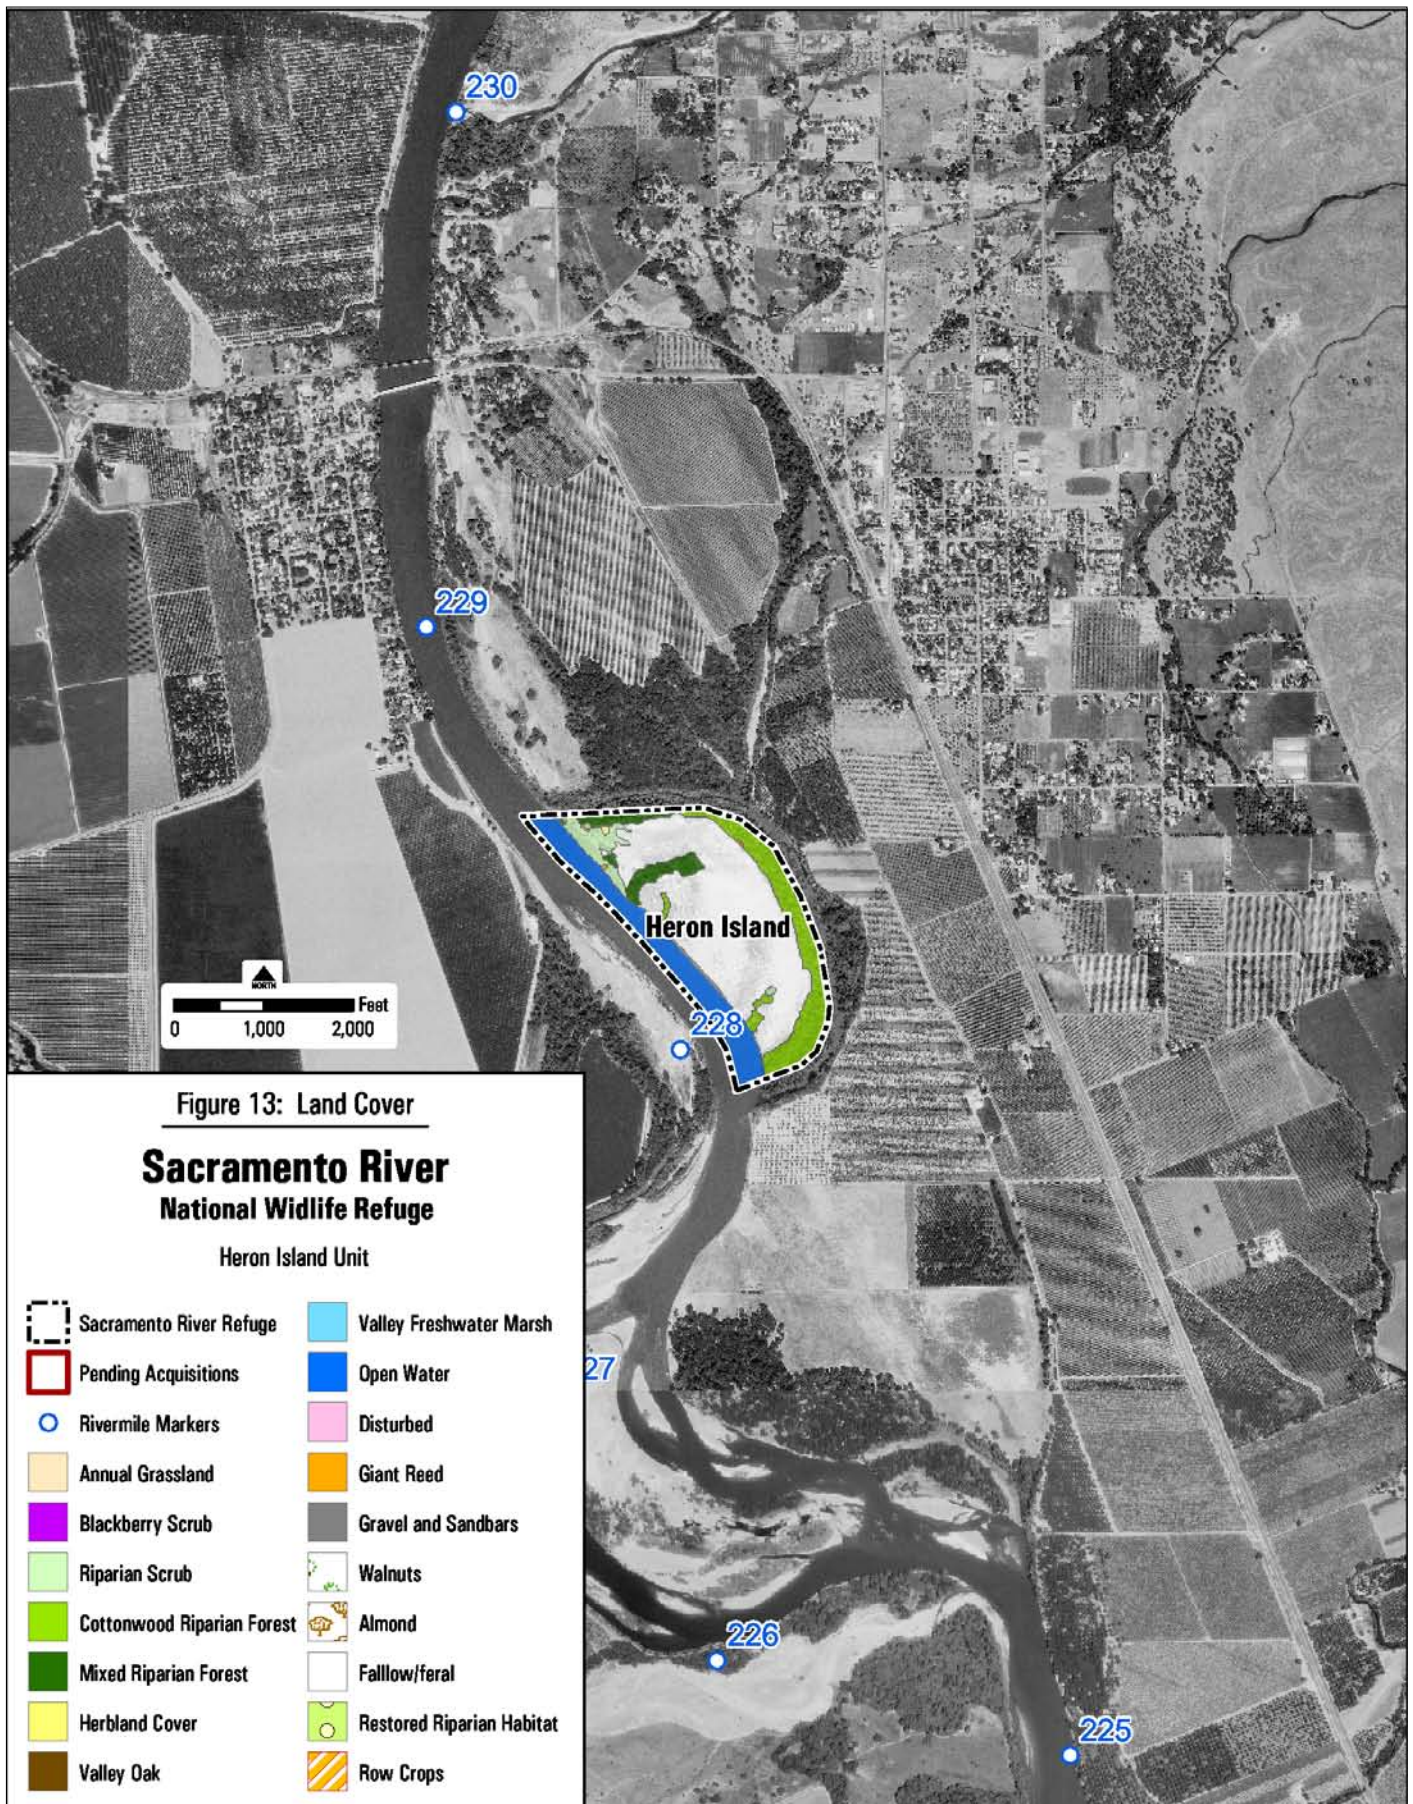 230
229
Heron Island
228
NORTH
Feet
0 1,000 2,000
Figure 13: Land Cover
Sacramento River
National Widlife Refuge
Heron Island Unit
Sacramento River Refuge
Pending Acquisitions
Rivermile Markers
Annual Grassland
Blackberry Scrub
Riparian Scrub
Cottonwood Riparian Forest
Mixed Riparian Forest
Herbland Cover
Valley Oak
Valley Freshwater Marsh
Open Water
Disturbed
Giant Reed
Gravel and Sandbars
Walnuts
Almond
Falllow/feral
Restored Riparian Habitat
Row Crops
27
226
225